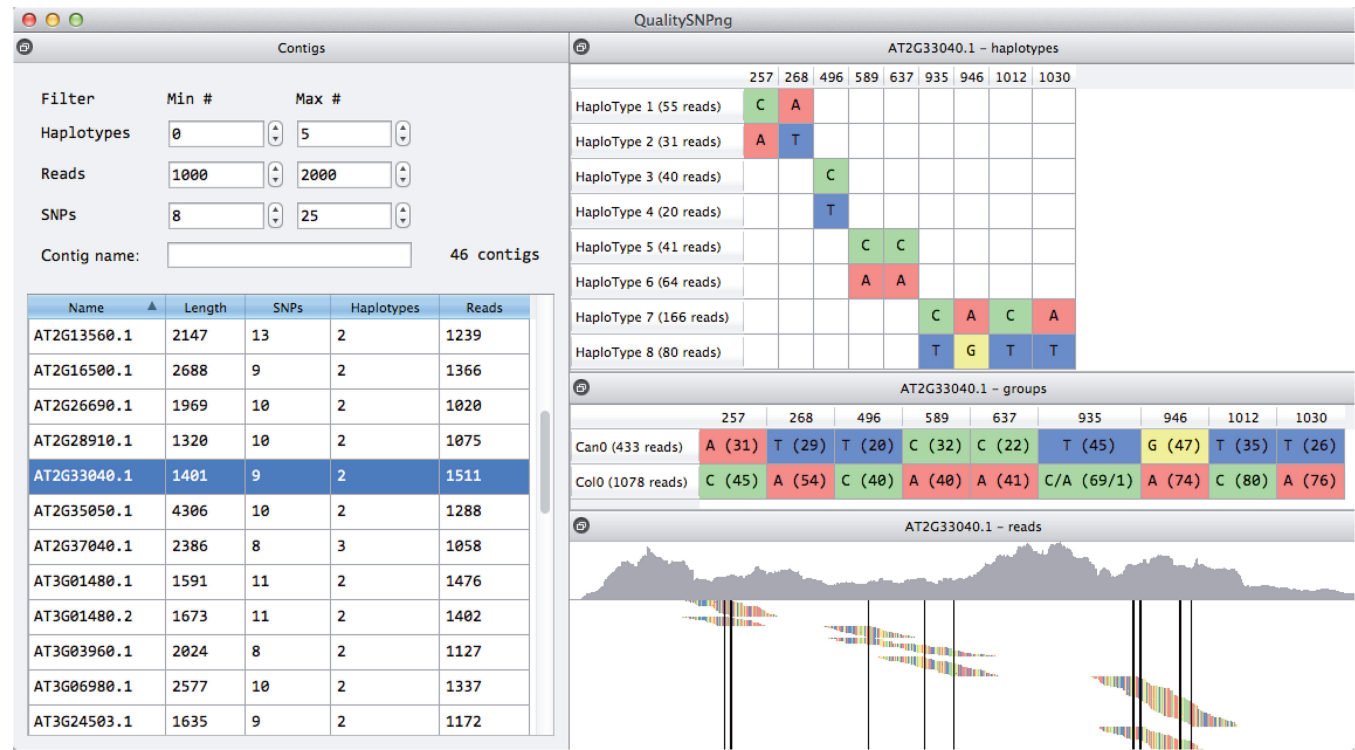 QualitySNPng
Contigs
Filter Min # Max #
Haplotypes 0 5
Reads 1000 2000
SNPs 8 25
Contig name: 46 contigs
Name Length SNPs Haplotypes Reads
AT2G13560.1 2147 13 2 1239
AT2G16500.1 2688 9 2 1366
AT2G26690.1 1969 10 2 1020
AT2G28910.1 1320 10 2 1075
AT2G33040.1 1401 9 2 1511
AT2G35050.1 4306 10 2 1288
AT2G37040.1 2386 8 3 1058
AT3G01480.1 1591 11 2 1476
AT3G01480.2 1673 11 2 1402
AT3G03960.1 2024 8 2 1127
AT3G06980.1 2577 10 2 1337
AT3G24503.1 1635 9 2 1172
AT2G33040.1 – haplotypes
257 268 496 589 637 935 946 1012 1030
HaploType 1 (55 reads) C A
HaploType 2 (31 reads) A T
HaploType 3 (40 reads) C
HaploType 4 (20 reads) T
HaploType 5 (41 reads) C C
HaploType 6 (64 reads) A A
HaploType 7 (166 reads) C A C A
HaploType 8 (80 reads) T G T T
AT2G33040.1 – groups
257 268 496 589 637 935 946 1012 1030
Can0 (433 reads) A (31) T (29) T (20) C (32) C (22) T (45) G (47) T (35) T (26)
Col0 (1078 reads) C (45) A (54) C (40) A (40) A (41) C/A (69/1) A (74) C (80) A (76)
AT2G33040.1 – reads